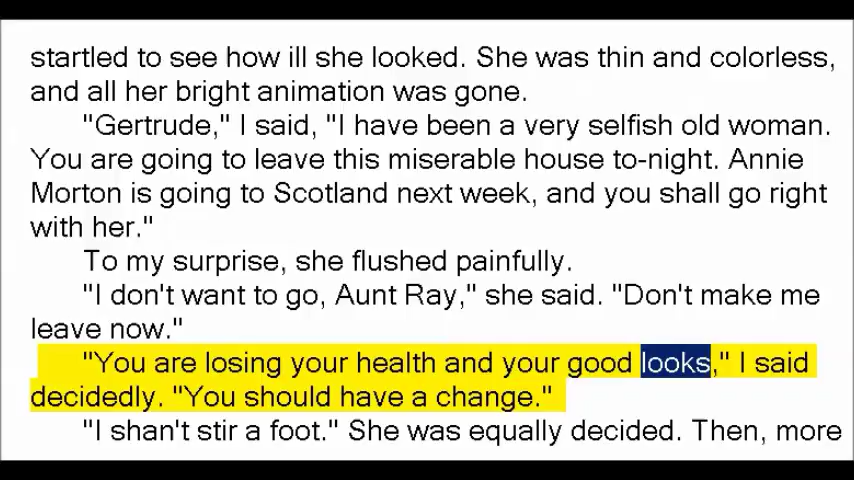 startled to see how ill she looked. She was thin and colorless,
and all her bright animation was gone.
"Gertrude," I said, "I have been a very selfish old woman.
You are going to leave this miserable house to-night. Annie
Morton is going to Scotland next week, and you shall go right
with her."
To my surprise, she flushed painfully.
"I don't want to go, Aunt Ray," she said. "Don't make me
leave now."
"You are losing your health and your good looks," I said
decidedly. "You should have a change."
"I shan't stir a foot." She was equally decided. Then, more